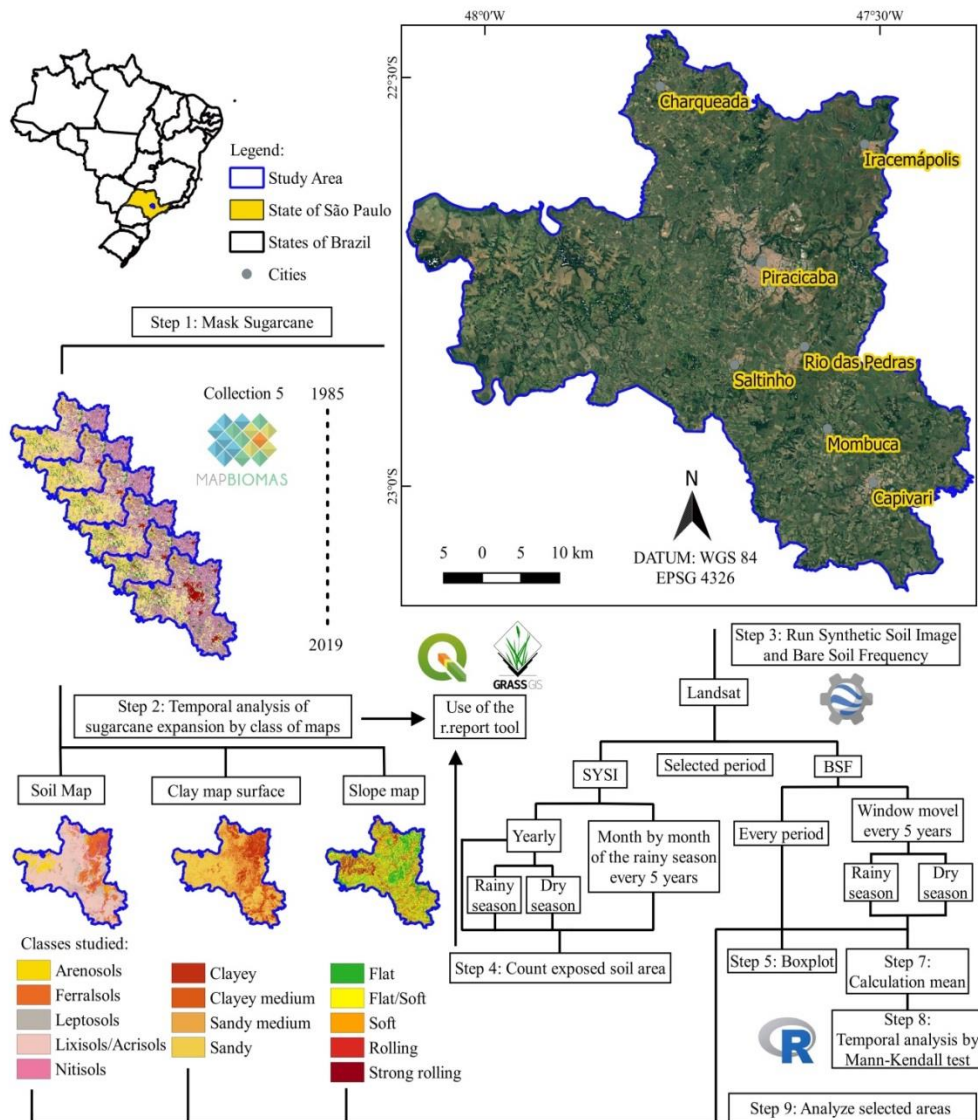 48°0'W
47°30'W
22°30'S
23°0'S
Charqueada
Iracemápolis
Piracicaba
Rio das Pedras
Saltinho
Mombuca
Capivari
N
5 0 5 10 km
DATUM: WGS 84
EPSG 4326
Legend:
Study Area
State of São Paulo
States of Brazil
Cities
Step 1: Mask Sugarcane
Collection 5
MAPBIOMAS
1985
2019
Step 2: Temporal analysis of
sugarcane expansion by class of maps
GRASS GIS
Use of the
r.report tool
Soil Map
Clay map surface
Slope map
Classes studied:
Arenosols
Ferralsols
Leptosols
Lixisols/Acrisols
Nitisols
Clayey
Clayey medium
Sandy medium
Sandy
Flat
Flat/Soft
Soft
Rolling
Strong rolling
Step 3: Run Synthetic Soil Image
and Bare Soil Frequency
Landsat
SYSI
Selected period
BSF
Yearly
Rainy
season
Dry
season
Month by month
of the rainy season
every 5 years
Every period
Window movel
every 5 years
Rainy
season
Dry
season
Step 4: Count exposed soil area
Step 5: Boxplot
Step 7:
Calculation mean
R
Step 8:
Temporal analysis by
Mann-Kendall test
Step 9: Analyze selected areas